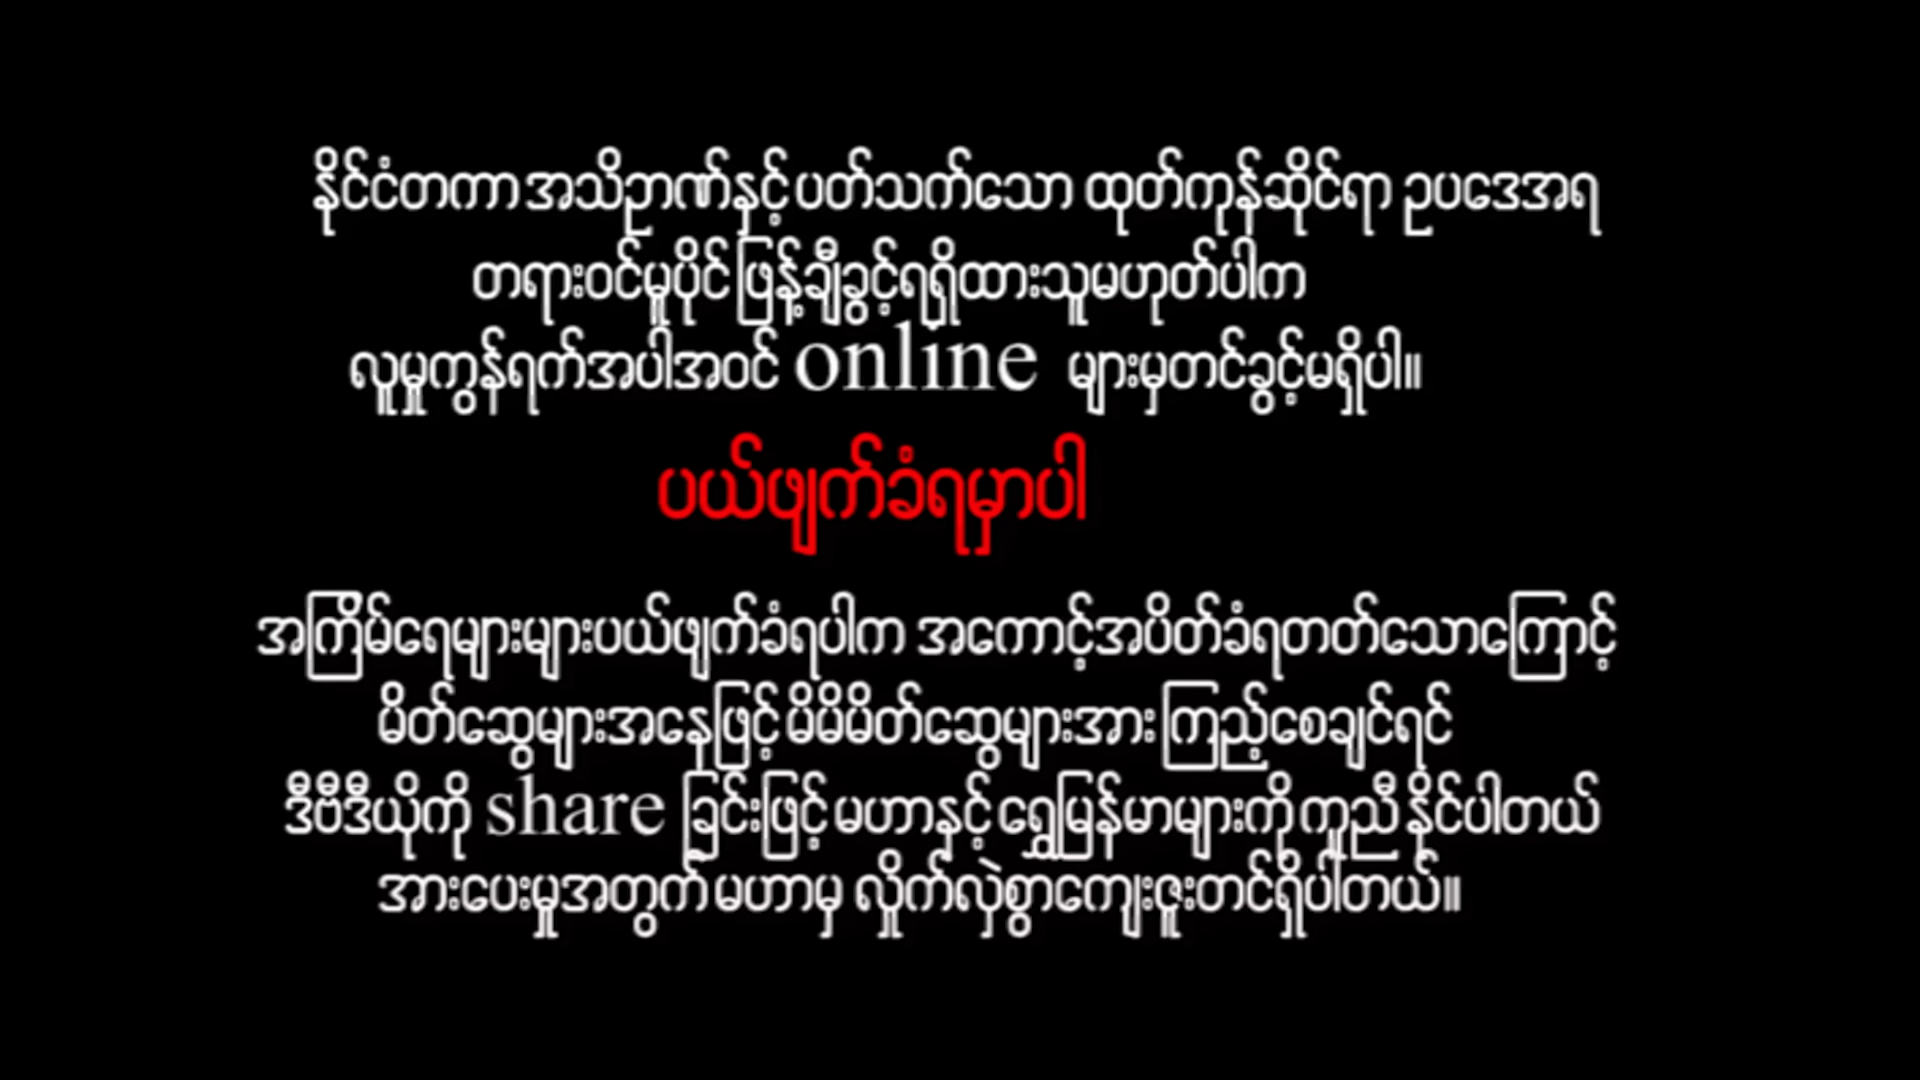 နိုင်ငံတကာ အသိဉာဏ်နှင့် ပတ်သက်သော ထုတ်ကုန်ဆိုင်ရာ ဥပဒေအရ
တရားဝင်မူပိုင် ဖြန့်ချီခွင့်ရရှိထားသူမဟုတ်ပါက
လူမှုကွန်ရက်အပါအဝင် online များမှတင်ခွင့်မရှိပါ။
ပယ်ဖျက်ခံရမှာပါ
အကြိမ်ရေများများပယ်ဖျက်ခံရပါက အကောင့်အပိတ်ခံရတတ်သောကြောင့်
မိတ်ဆွေများအနေဖြင့် မိမိမိတ်ဆွေများအား ကြည့်စေချင်ရင်
ဒီဗီဒီယိုကို share ခြင်းဖြင့် မဟာနှင့် ရွှေမြန်မာများကို ကူညီ နိုင်ပါတယ်
အားပေးမှုအတွက် မဟာမှ လှိုက်လှဲစွာကျေးဇူးတင်ရှိပါတယ်။